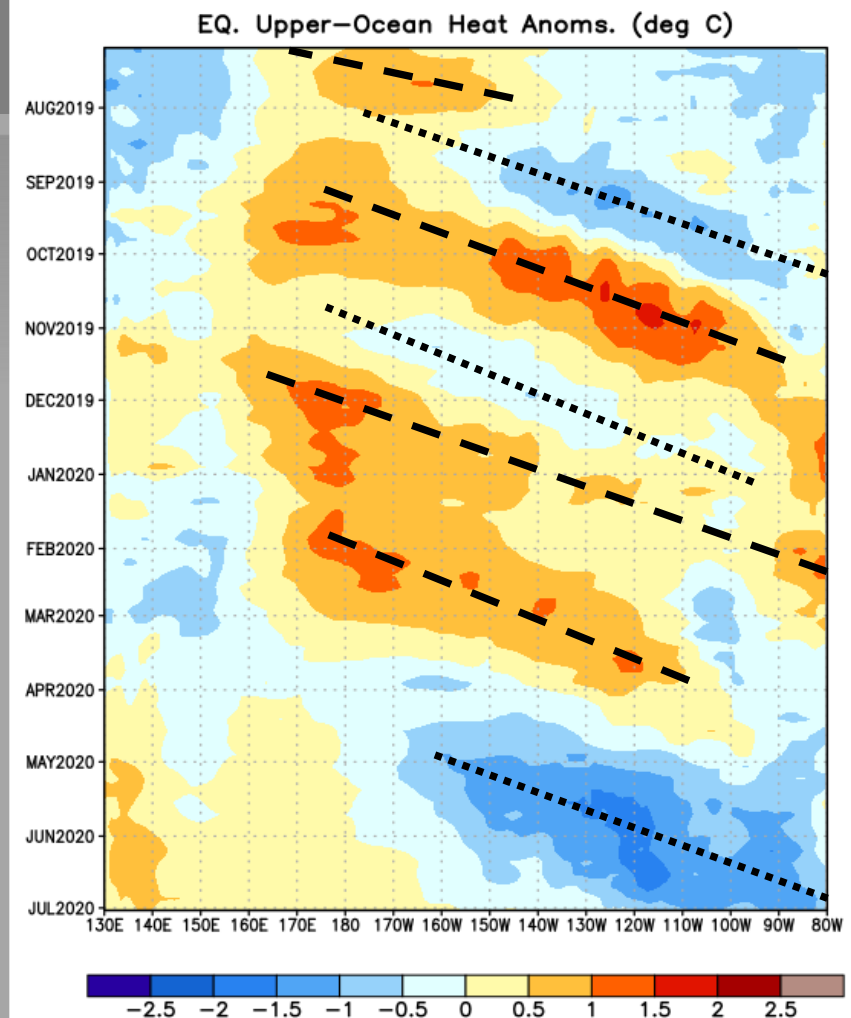 EQ. Upper-Ocean Heat Anoms. (deg C)
AUG2019
SEP2019
OCT2019
NOV2019
DEC2019
JAN2020
FEB2020
MAR2020
APR2020
MAY2020
JUN2020
JUL2020
130E 140E 150E 160E 170E 180 170W 160W 150W 140W 130W 120W 110W 100W 90W 80W
−2.5 −2 −1.5 −1 −0.5 0 0.5 1 1.5 2 2.5